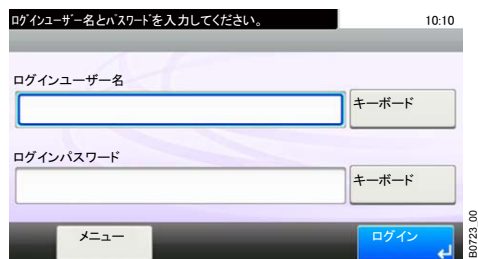 ﾛｸﾞｲﾝﾕｰｻﾞｰ名とﾊﾟｽﾜｰﾄﾞを入力してください。 10:10
ログインユーザー名
キーボード
ログインパスワード
キーボード
メニュー ログイン
B0723_00